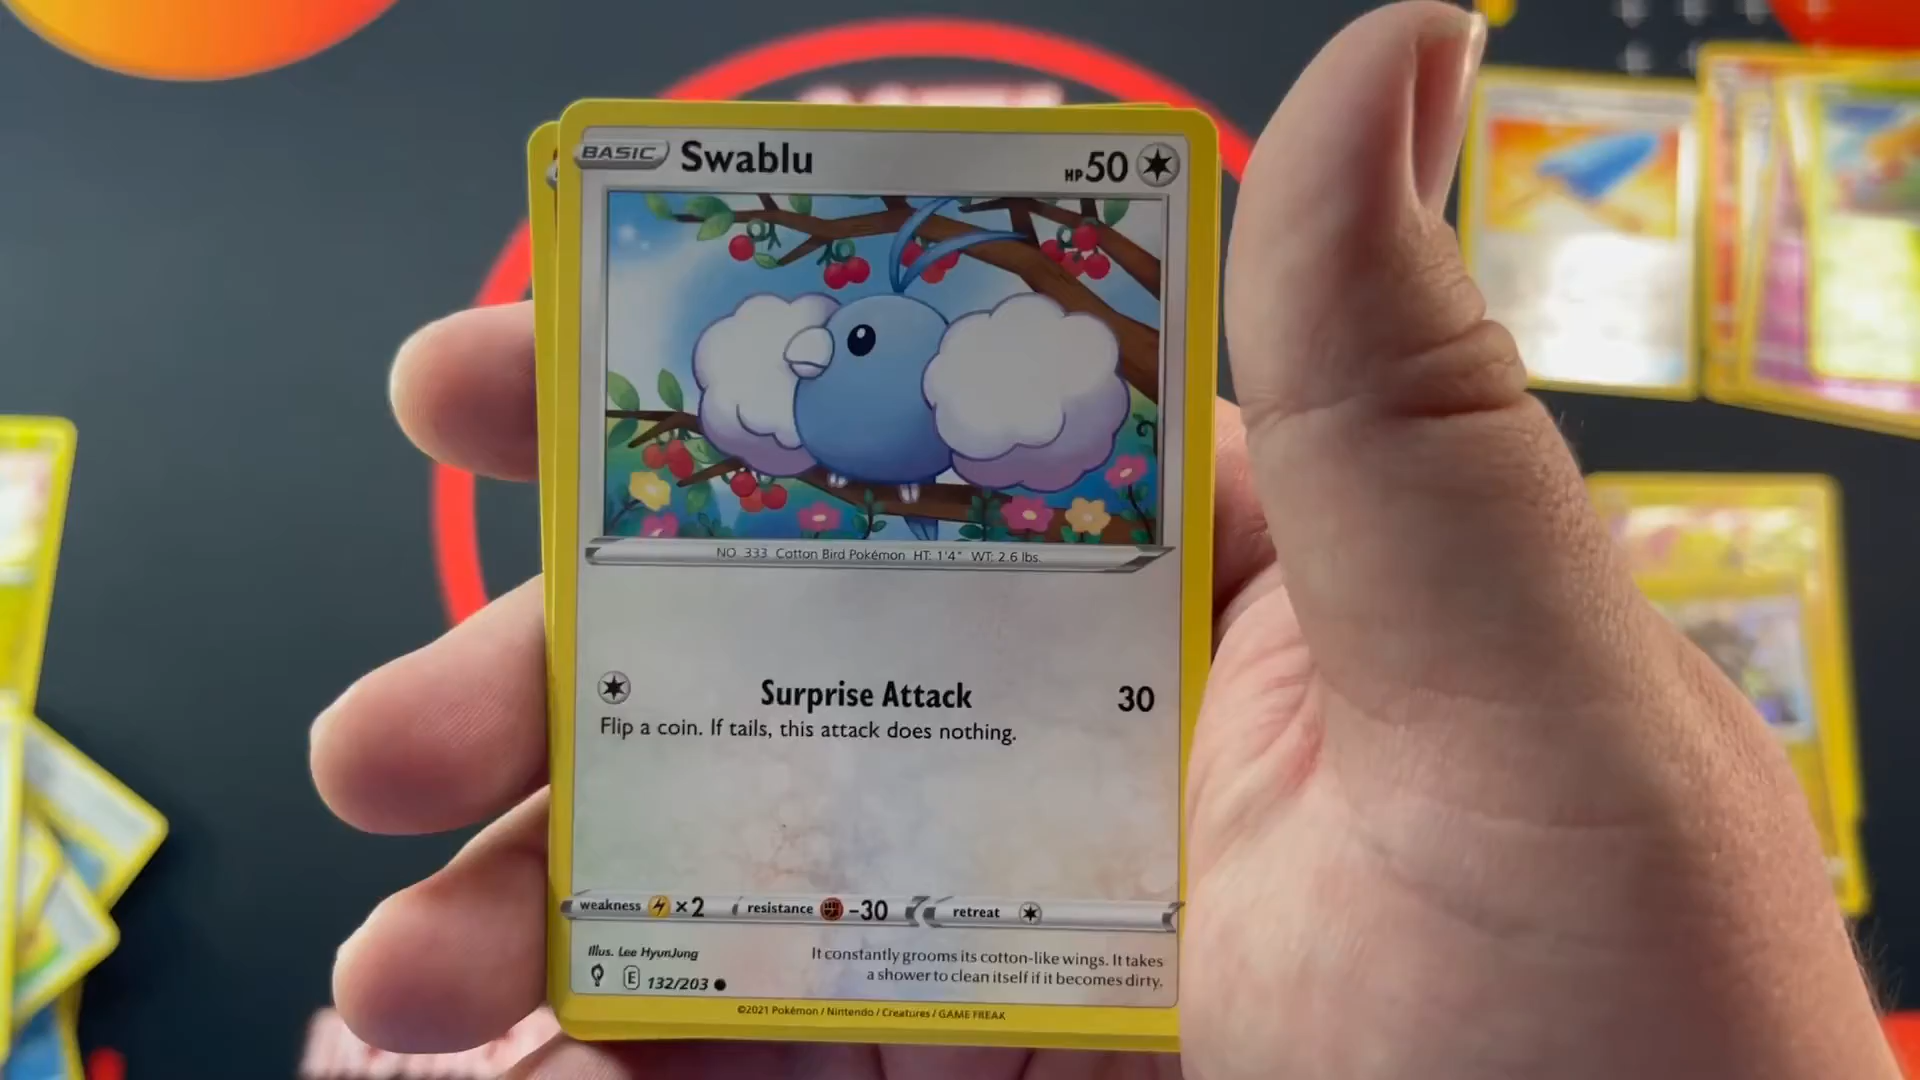 BASIC Swablu HP 50
NO. 333 Cotton Bird Pokémon HT: 1'4" WT: 2.6 lbs.
Surprise Attack 30
Flip a coin. If tails, this attack does nothing.
weakness ×2 resistance -30 retreat
Illus. Lee HyunJung
It constantly grooms its cotton-like wings. It takes
a shower to clean itself if it becomes dirty.
E 132/203
©2021 Pokémon / Nintendo / Creatures / GAME FREAK